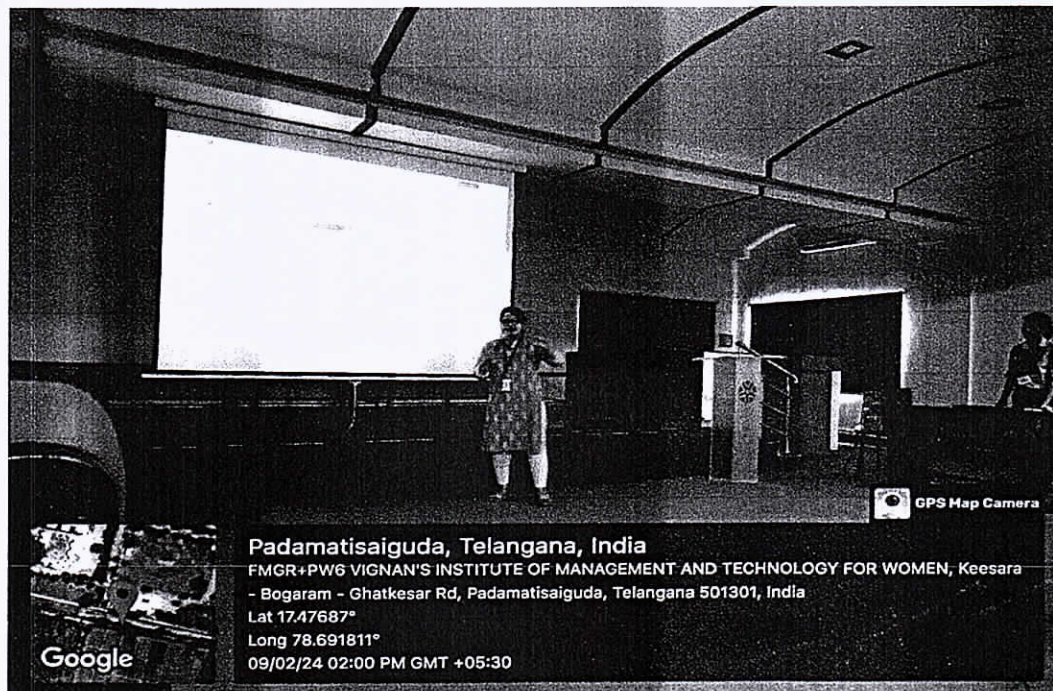 GPS Map Camera
Padamatisaiguda, Telangana, India
FMGR+PW6 VIGNAN'S INSTITUTE OF MANAGEMENT AND TECHNOLOGY FOR WOMEN, Keesara
- Bogaram - Ghatkesar Rd, Padamatisaiguda, Telangana 501301, India
Lat 17.47687°
Long 78.691811°
09/02/24 02:00 PM GMT +05:30
Google